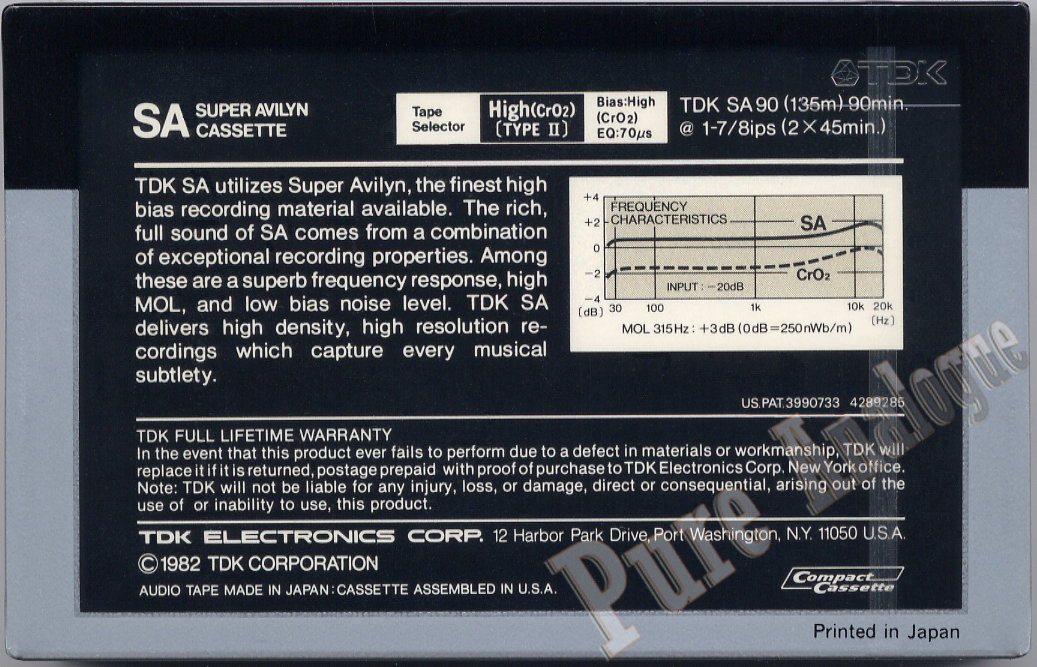 TDK
SA SUPER AVILYN
CASSETTE
Tape
Selector
High(CrO2)
(TYPE II)
Bias:High
(CrO2)
EQ:70μs
TDK SA90 (135m) 90min.
@ 1-7/8ips (2×45min.)
TDK SA utilizes Super Avilyn, the finest high
bias recording material available. The rich,
full sound of SA comes from a combination
of exceptional recording properties. Among
these are a superb frequency response, high
MOL, and low bias noise level. TDK SA
delivers high density, high resolution re-
cordings which capture every musical
subtlety.
FREQUENCY
CHARACTERISTICS
+4
+2
0
−2
−4
SA
CrO2
INPUT : −20dB
(dB) 30 100 1k 10k 20k
(Hz)
MOL 315Hz : +3dB (0dB=250nWb/m)
US.PAT.3990733 4289285
TDK FULL LIFETIME WARRANTY
In the event that this product ever fails to perform due to a defect in materials or workmanship, TDK will
replace it if it is returned, postage prepaid with proof of purchase to TDK Electronics Corp. New York office.
Note: TDK will not be liable for any injury, loss, or damage, direct or consequential, arising out of the
use of or inability to use, this product.
TDK ELECTRONICS CORP. 12 Harbor Park Drive, Port Washington, N.Y. 11050 U.S.A.
©1982 TDK CORPORATION
AUDIO TAPE MADE IN JAPAN:CASSETTE ASSEMBLED IN U.S.A.
Compact
Cassette
Printed in Japan
Pure Analogue